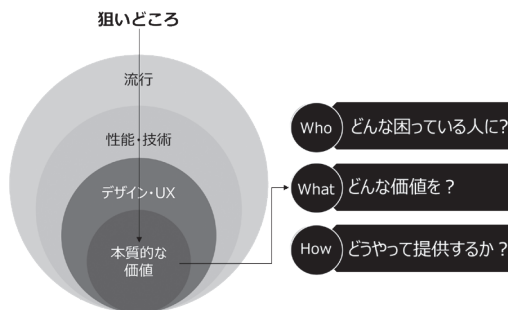 狙いどころ
流行
性能・技術
デザイン・UX
本質的な
価値
Who どんな困っている人に?
What どんな価値を？
How どうやって提供するか？